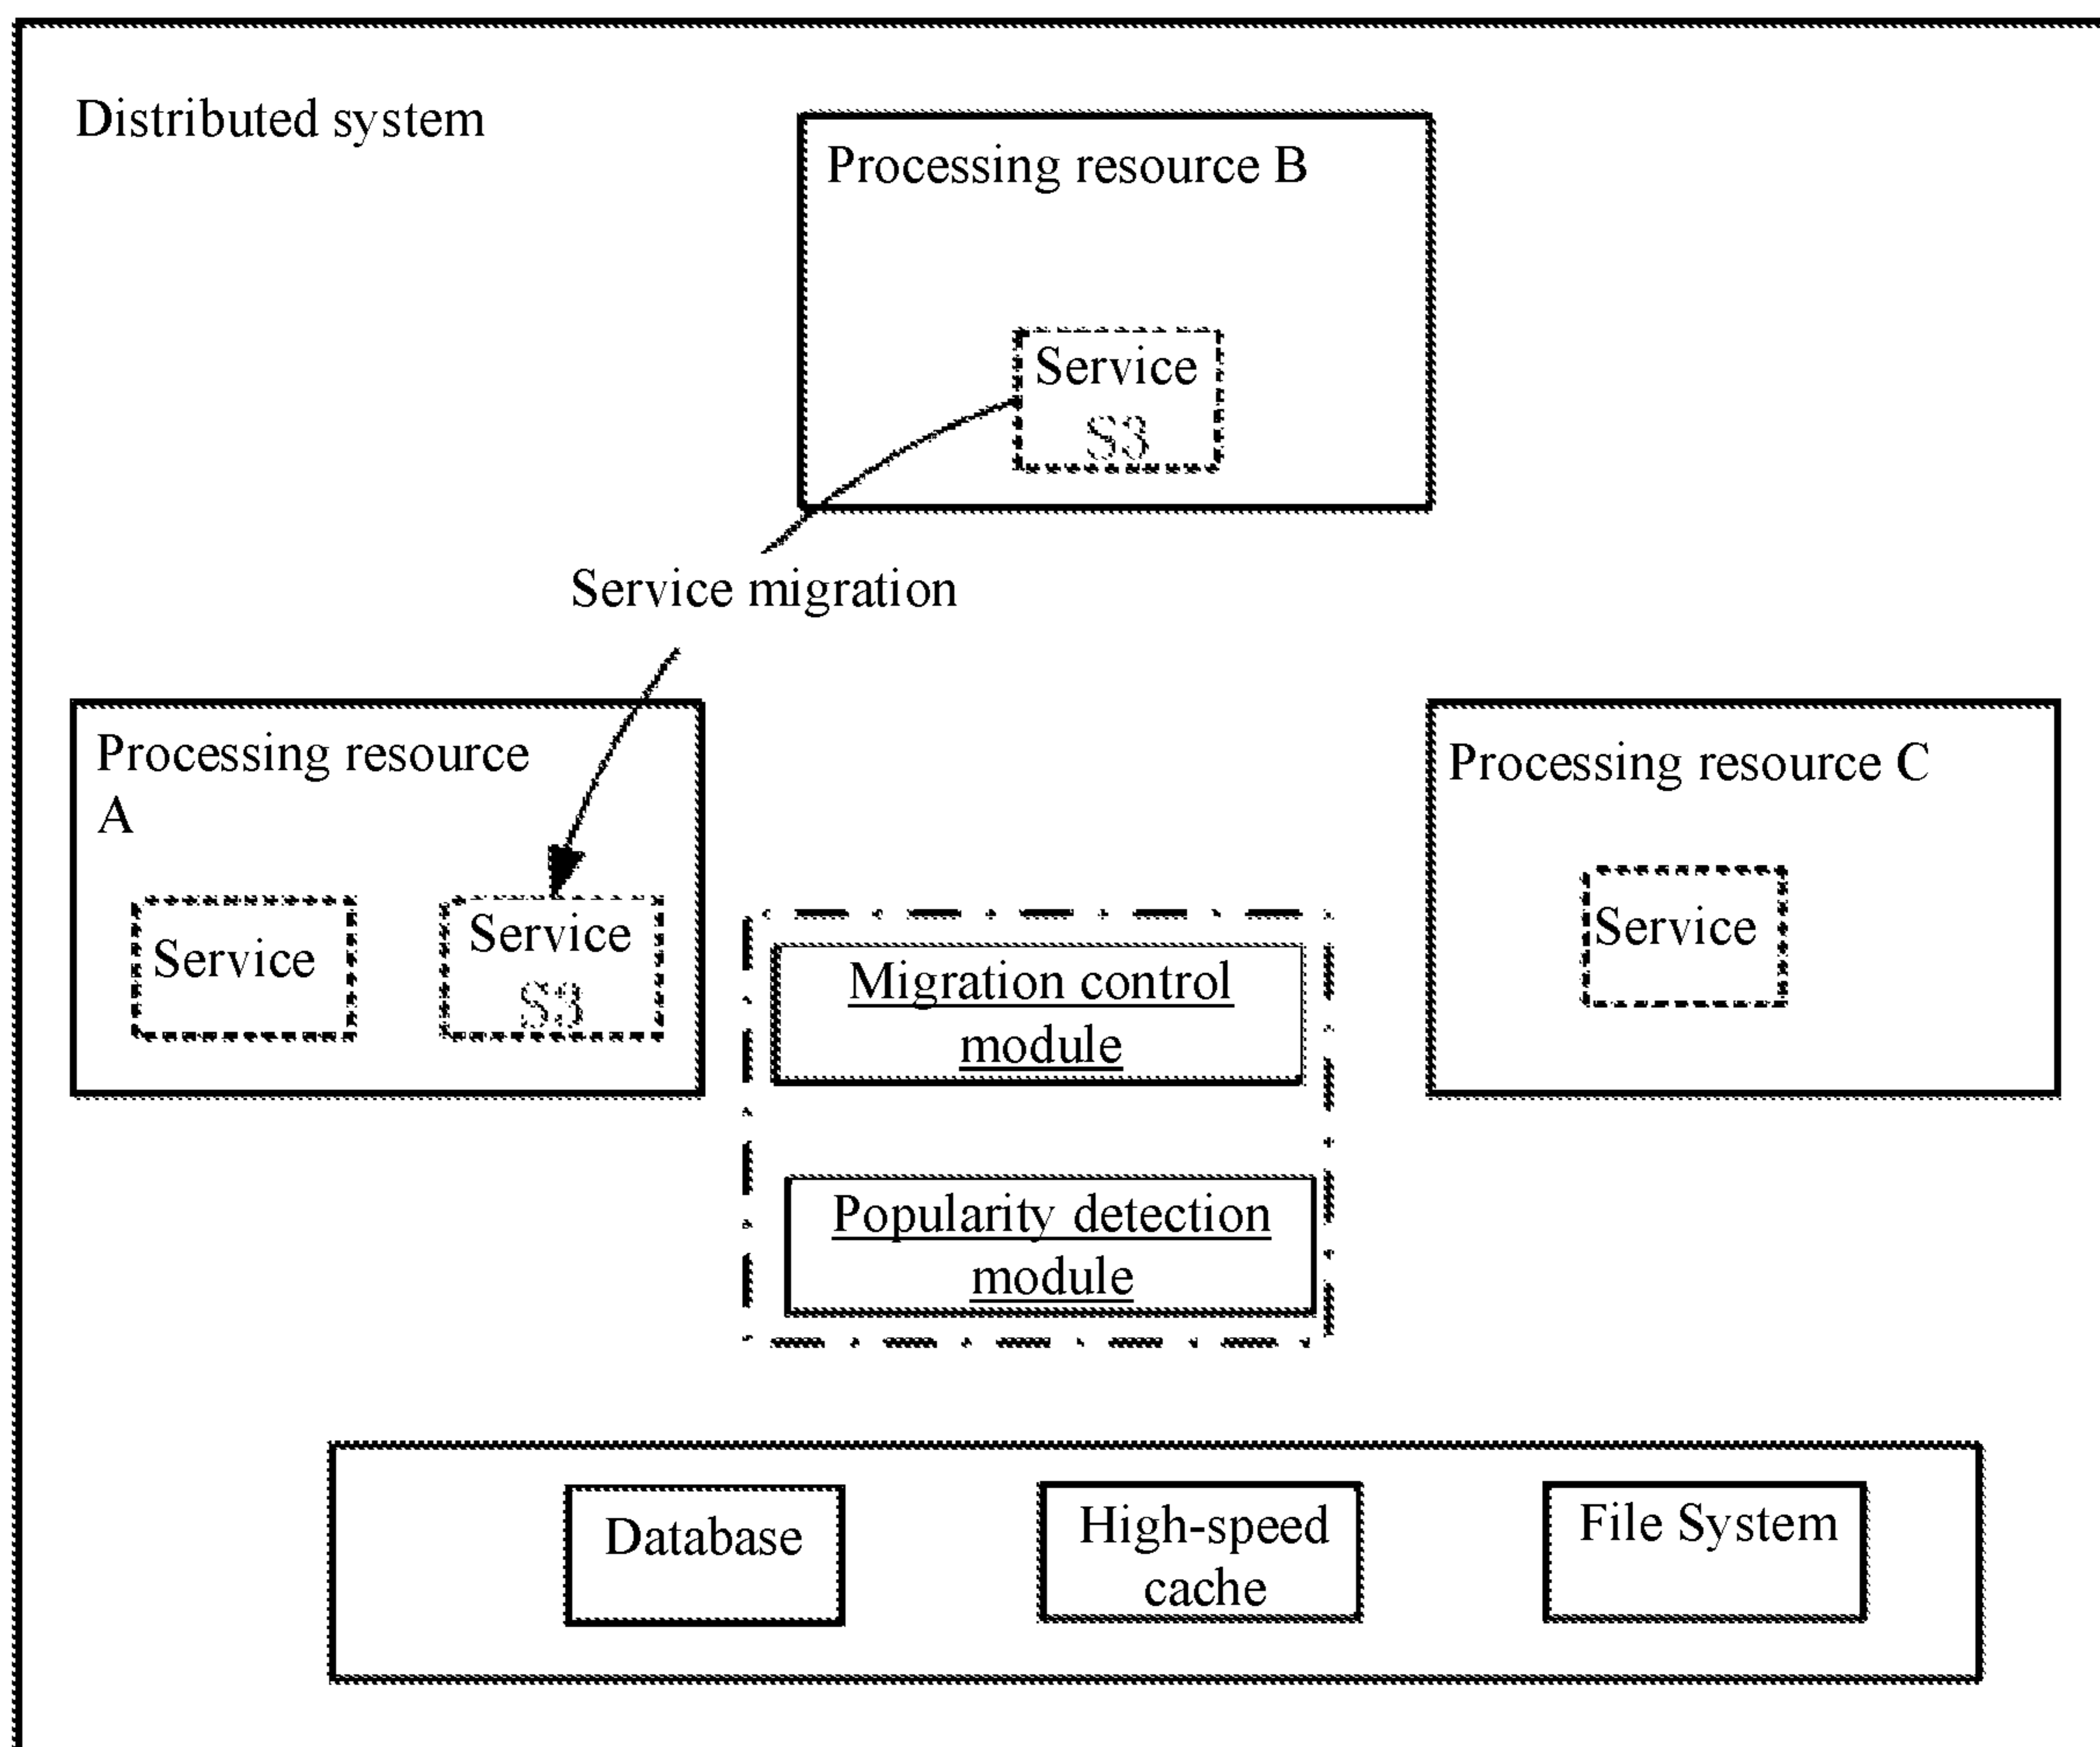 Distributed system
Processing resource B
Service
S3
Service migration
Processing resource
A
Service
Service
S3
Processing resource C
Service
Migration control
module
Popularity detection
module
Database
High-speed
cache
File System